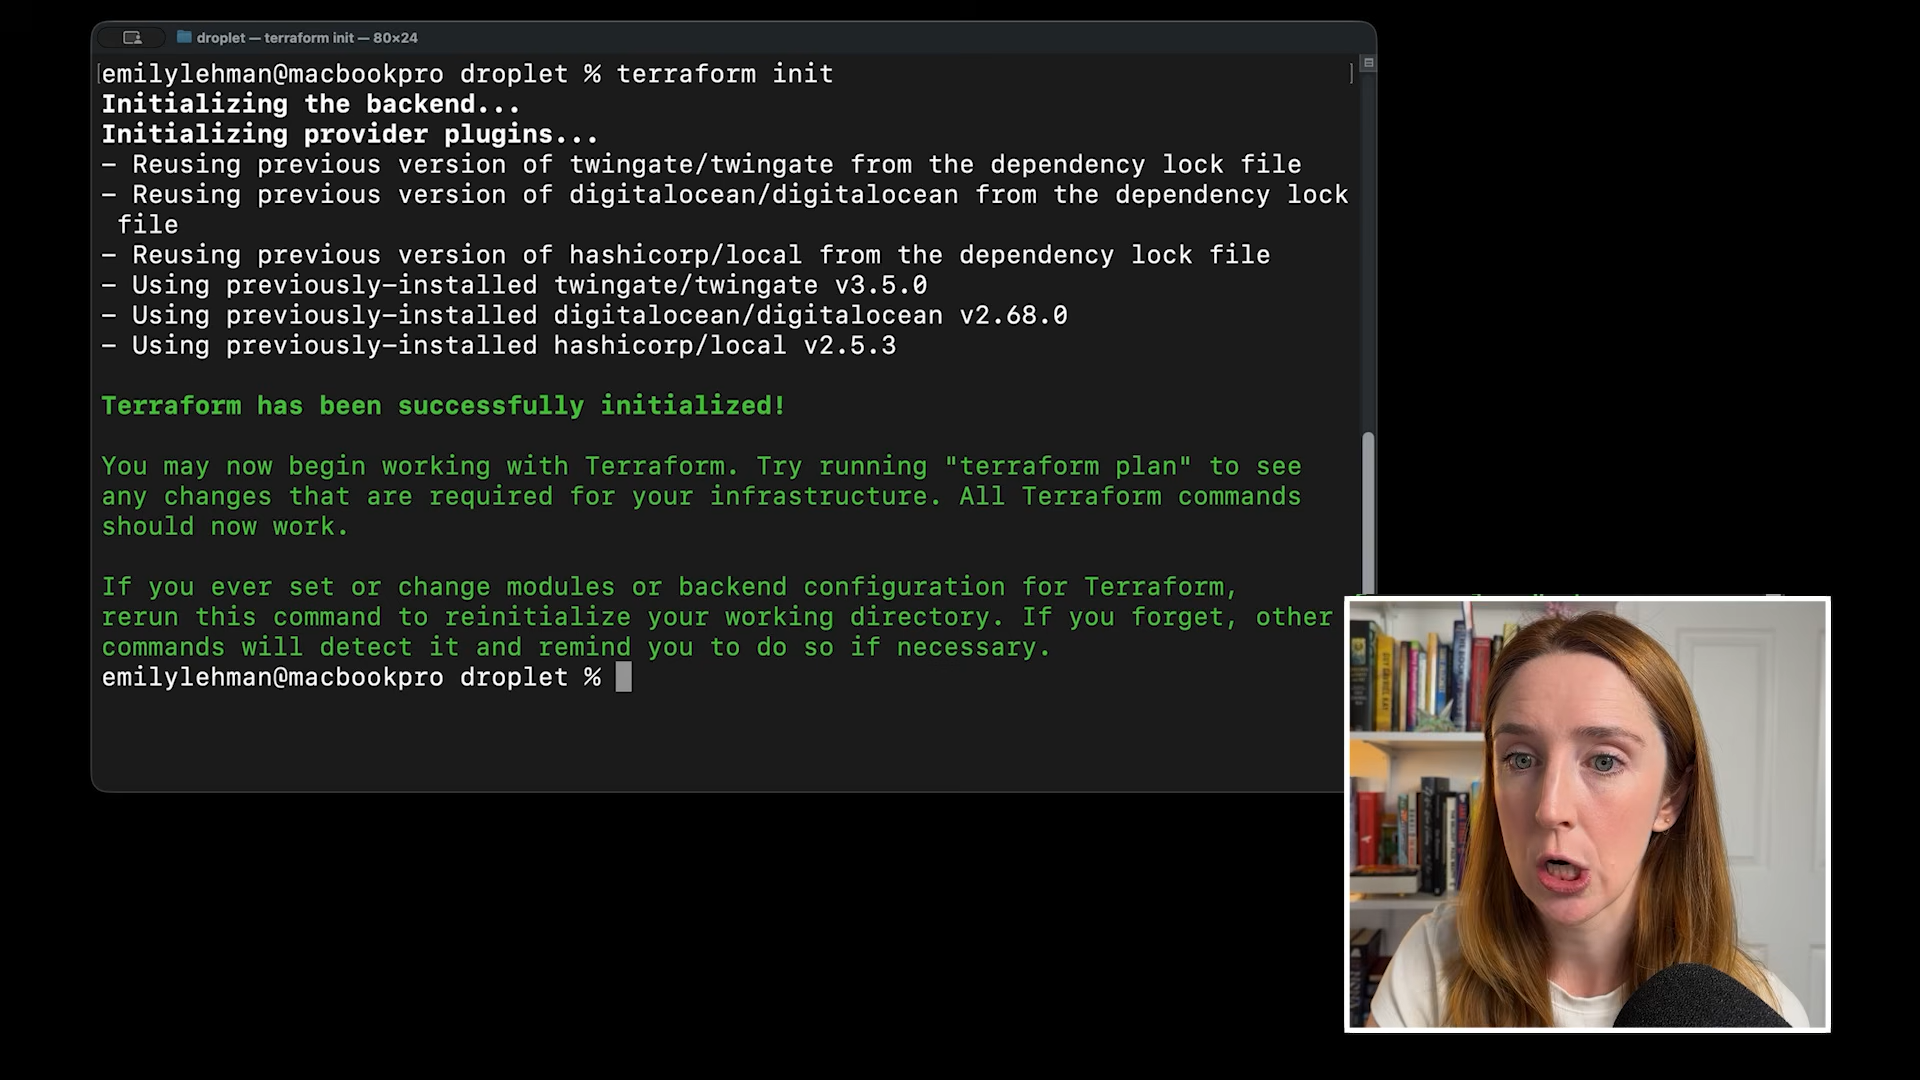 droplet — terraform init — 80×24
emilylehman@macbookpro droplet % terraform init
Initializing the backend...
Initializing provider plugins...
- Reusing previous version of twingate/twingate from the dependency lock file
- Reusing previous version of digitalocean/digitalocean from the dependency lock
file
- Reusing previous version of hashicorp/local from the dependency lock file
- Using previously-installed twingate/twingate v3.5.0
- Using previously-installed digitalocean/digitalocean v2.68.0
- Using previously-installed hashicorp/local v2.5.3
Terraform has been successfully initialized!
You may now begin working with Terraform. Try running "terraform plan" to see
any changes that are required for your infrastructure. All Terraform commands
should now work.
If you ever set or change modules or backend configuration for Terraform,
rerun this command to reinitialize your working directory. If you forget, other
commands will detect it and remind you to do so if necessary.
emilylehman@macbookpro droplet %